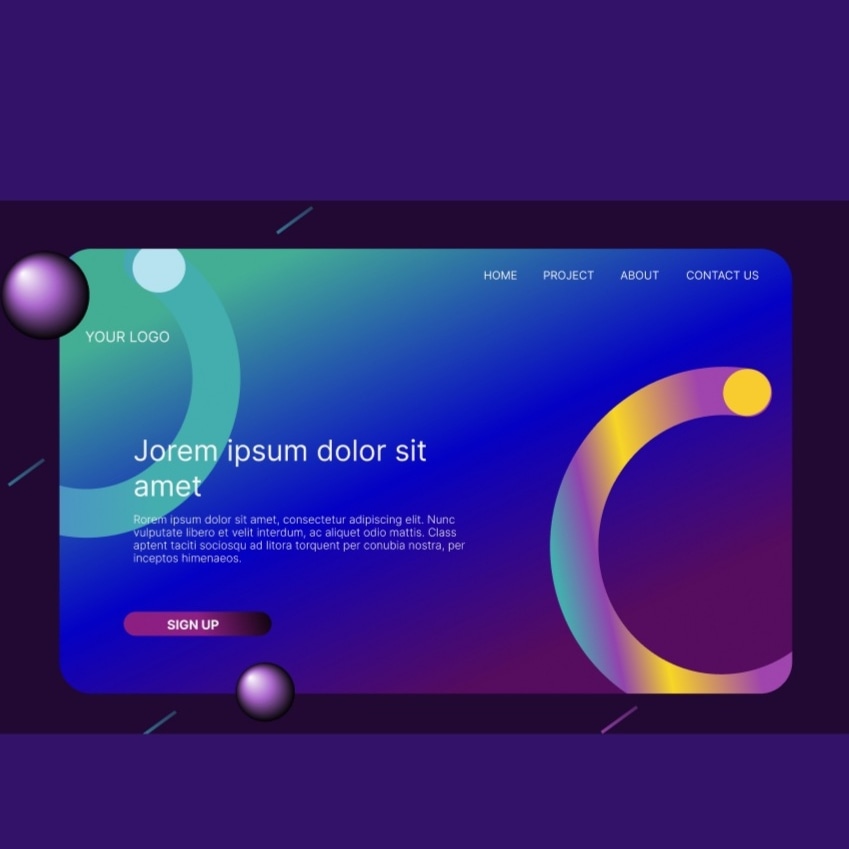 HOME PROJECT ABOUT CONTACT US
YOUR LOGO
Jorem ipsum dolor sit
amet
Rorem ipsum dolor sit amet, consectetur adipiscing elit. Nunc
vulputate libero et velit interdum, ac aliquet odio mattis. Class
aptent taciti sociosqu ad litora torquent per conubia nostra, per
inceptos himenaeos.
SIGN UP